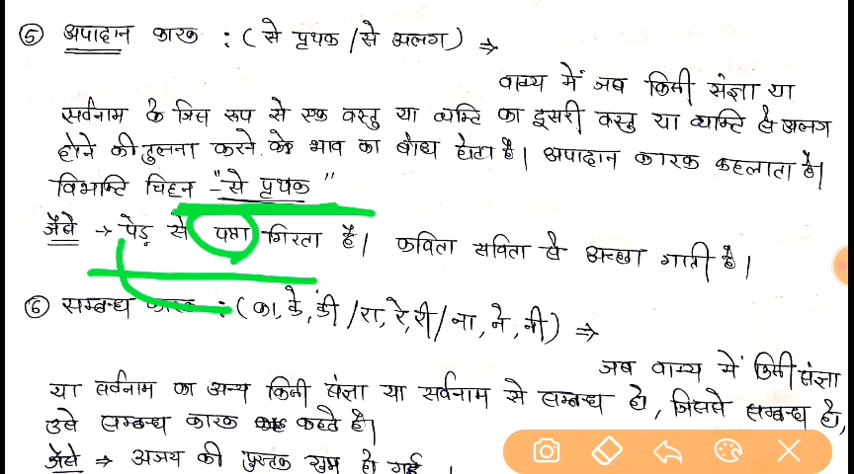 ⑤ अपादान कारक : ( से पृथक / से अलग ) ⇒
वाक्य में जब किसी संज्ञा या
सर्वनाम के जिस रूप से एक वस्तु या व्यक्ति का दूसरी वस्तु या व्यक्ति से अलग
होने की तुलना करने के भाव का बोध होता है। अपादान कारक कहलाता है।
विभक्ति चिह्न - "से पृथक"
जैसे → पेड़ से पत्ता गिरता है। कविता सविता से अच्छा गाती है।
⑥ सम्बन्ध कारक : ( का, के, की / रा, रे, री / ना, ने, नी ) ⇒
जब वाक्य में किसी संज्ञा
या सर्वनाम का अन्य किसी संज्ञा या सर्वनाम से सम्बन्ध हो, जिससे सम्बन्ध है,
उसे सम्बन्ध कारक कहते है।
जैसे ⇒ अजय की पुस्तक गुम हो गई